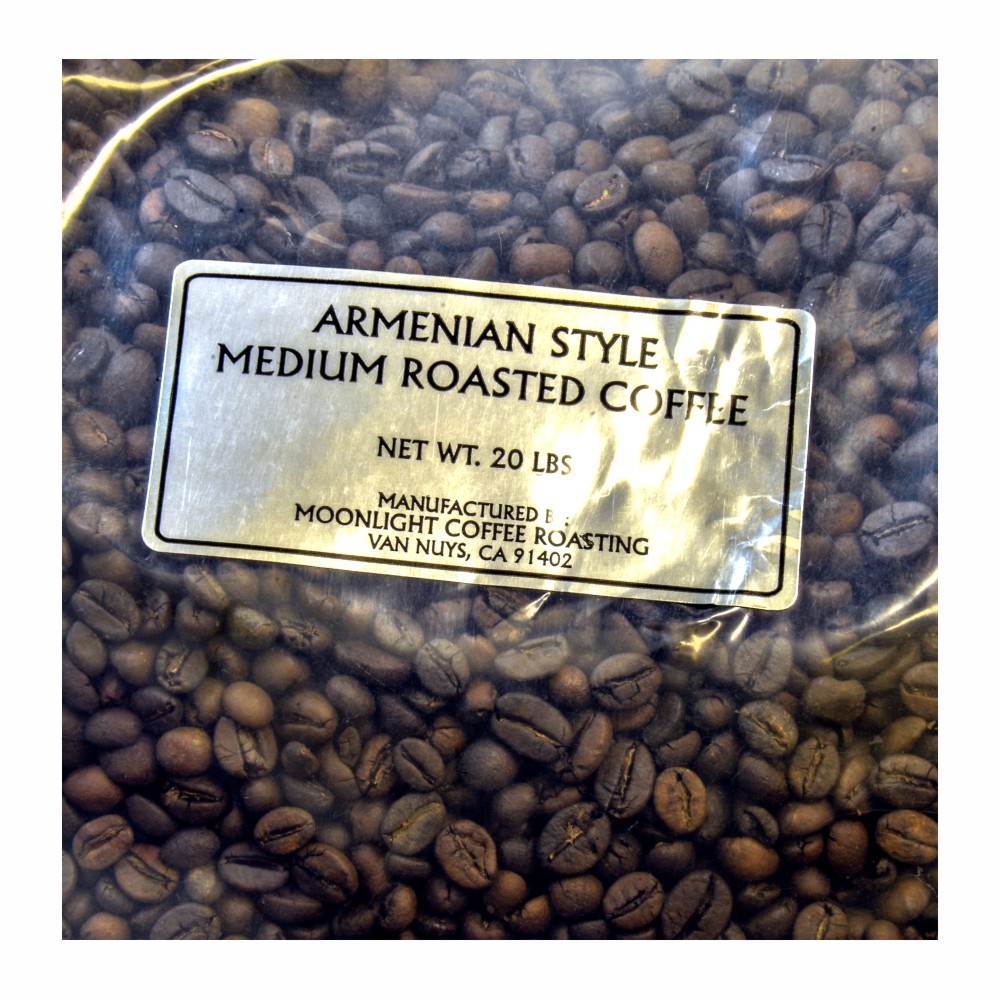 ARMENIAN STYLE
MEDIUM ROASTED COFFEE
NET WT. 20 LBS
MANUFACTURED B :
MOONLIGHT COFFEE ROASTING
VAN NUYS, CA 91402